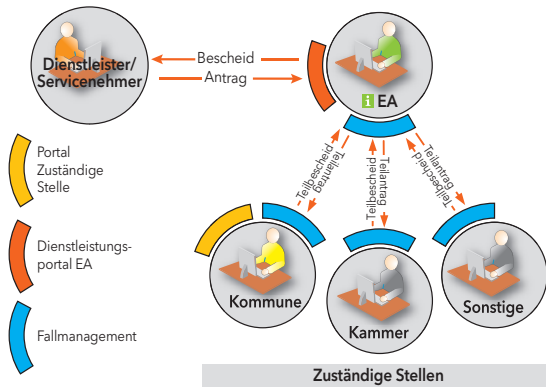 Dienstleister/
Servicenehmer
Bescheid
Antrag
i EA
Portal
Zuständige
Stelle
Dienstleistungs-
portal EA
Fallmanagement
Teilbescheid
Teilantrag
Teilbescheid
Teilantrag
Teilantrag
Teilbescheid
Kommune
Kammer
Sonstige
Zuständige Stellen